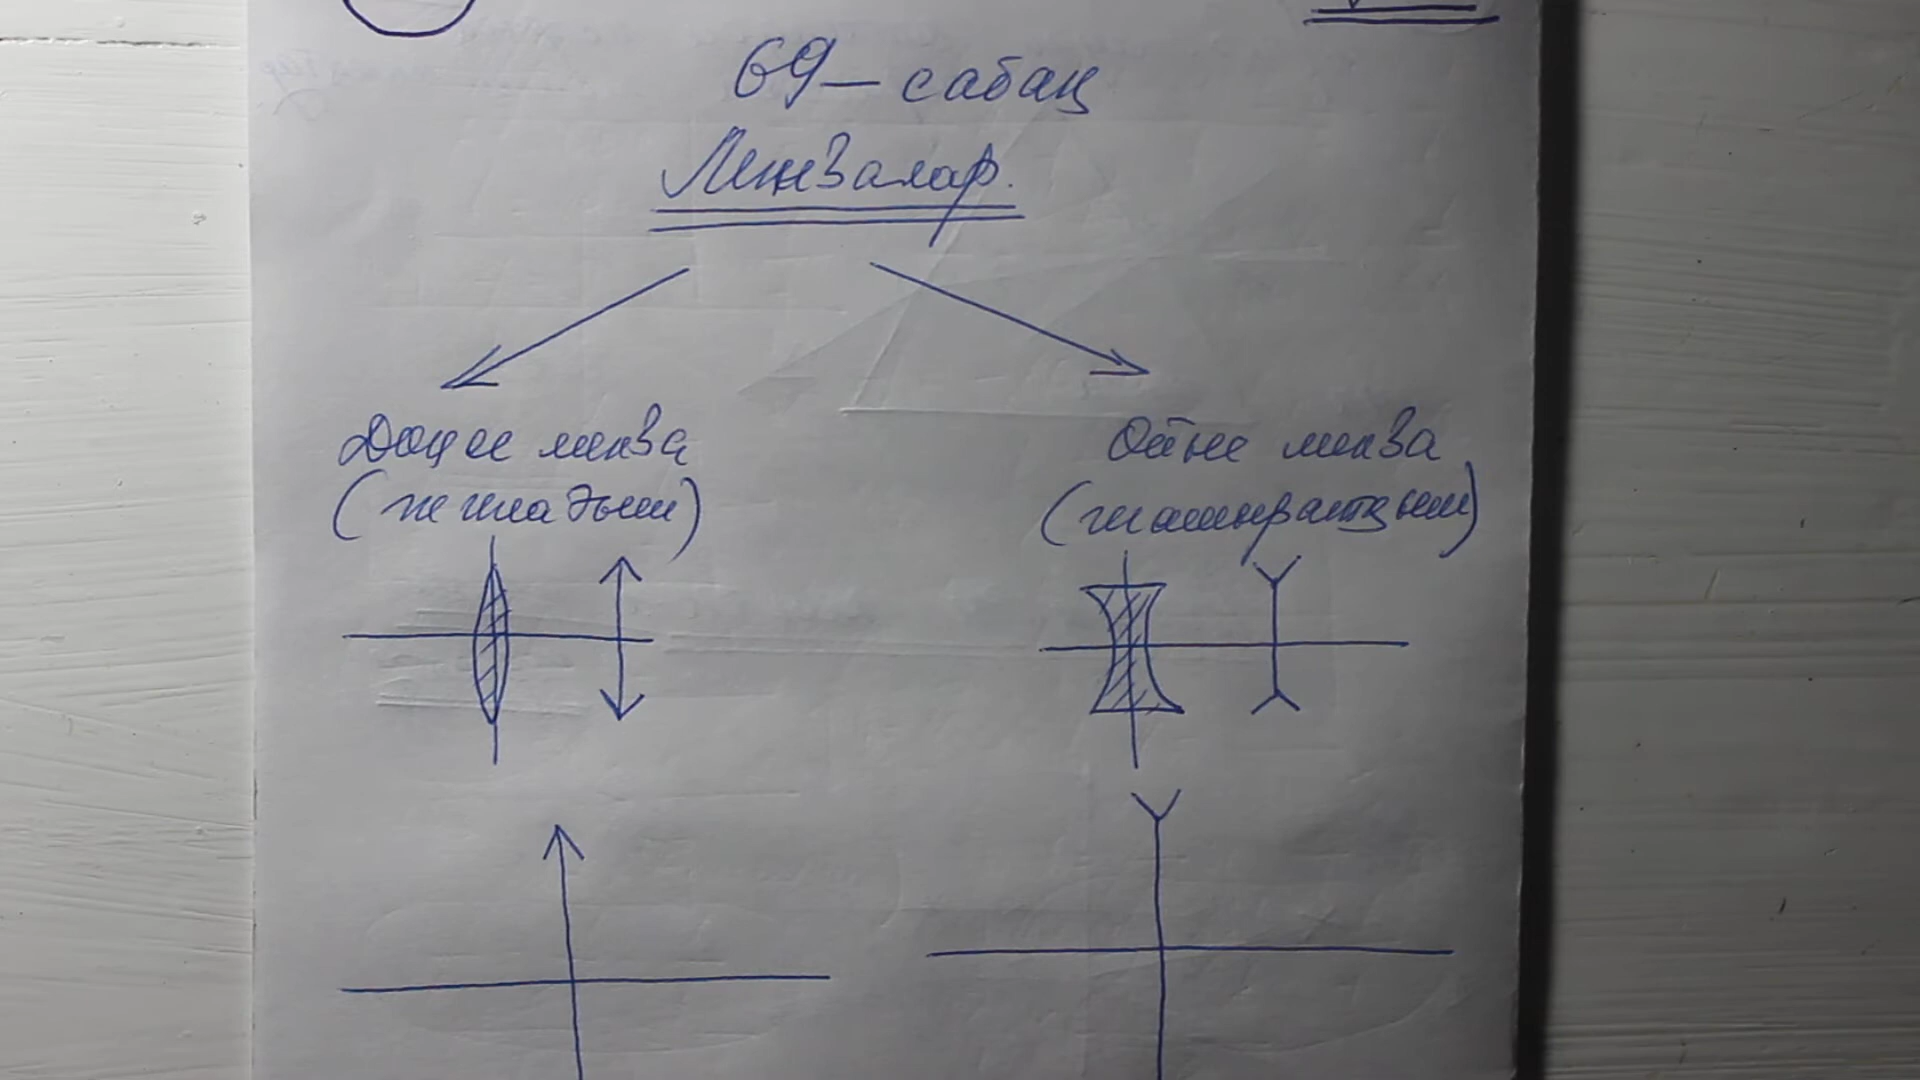 69 – сабақ
Линзалар.
Дөңес линза
Ойыс линза
(жинағыш)
(шашыратқыш)